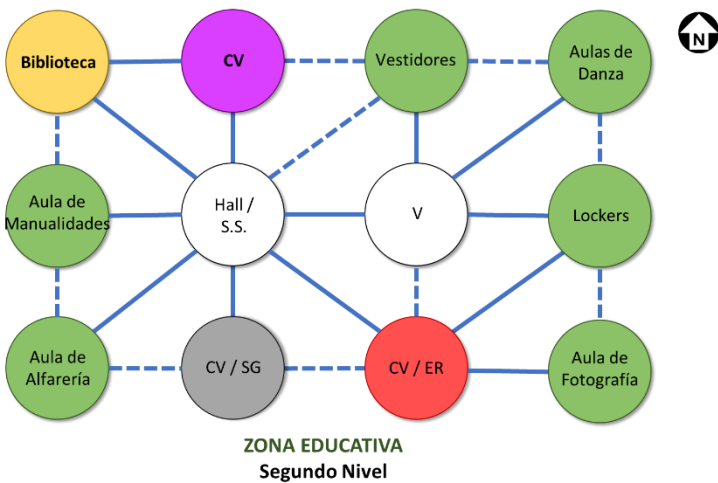 Biblioteca
CV
Vestidores
Aulas de
Danza
N
Aula de
Manualidades
Hall /
S.S.
V
Lockers
Aula de
Alfarería
CV / SG
CV / ER
Aula de
Fotografía
ZONA EDUCATIVA
Segundo Nivel